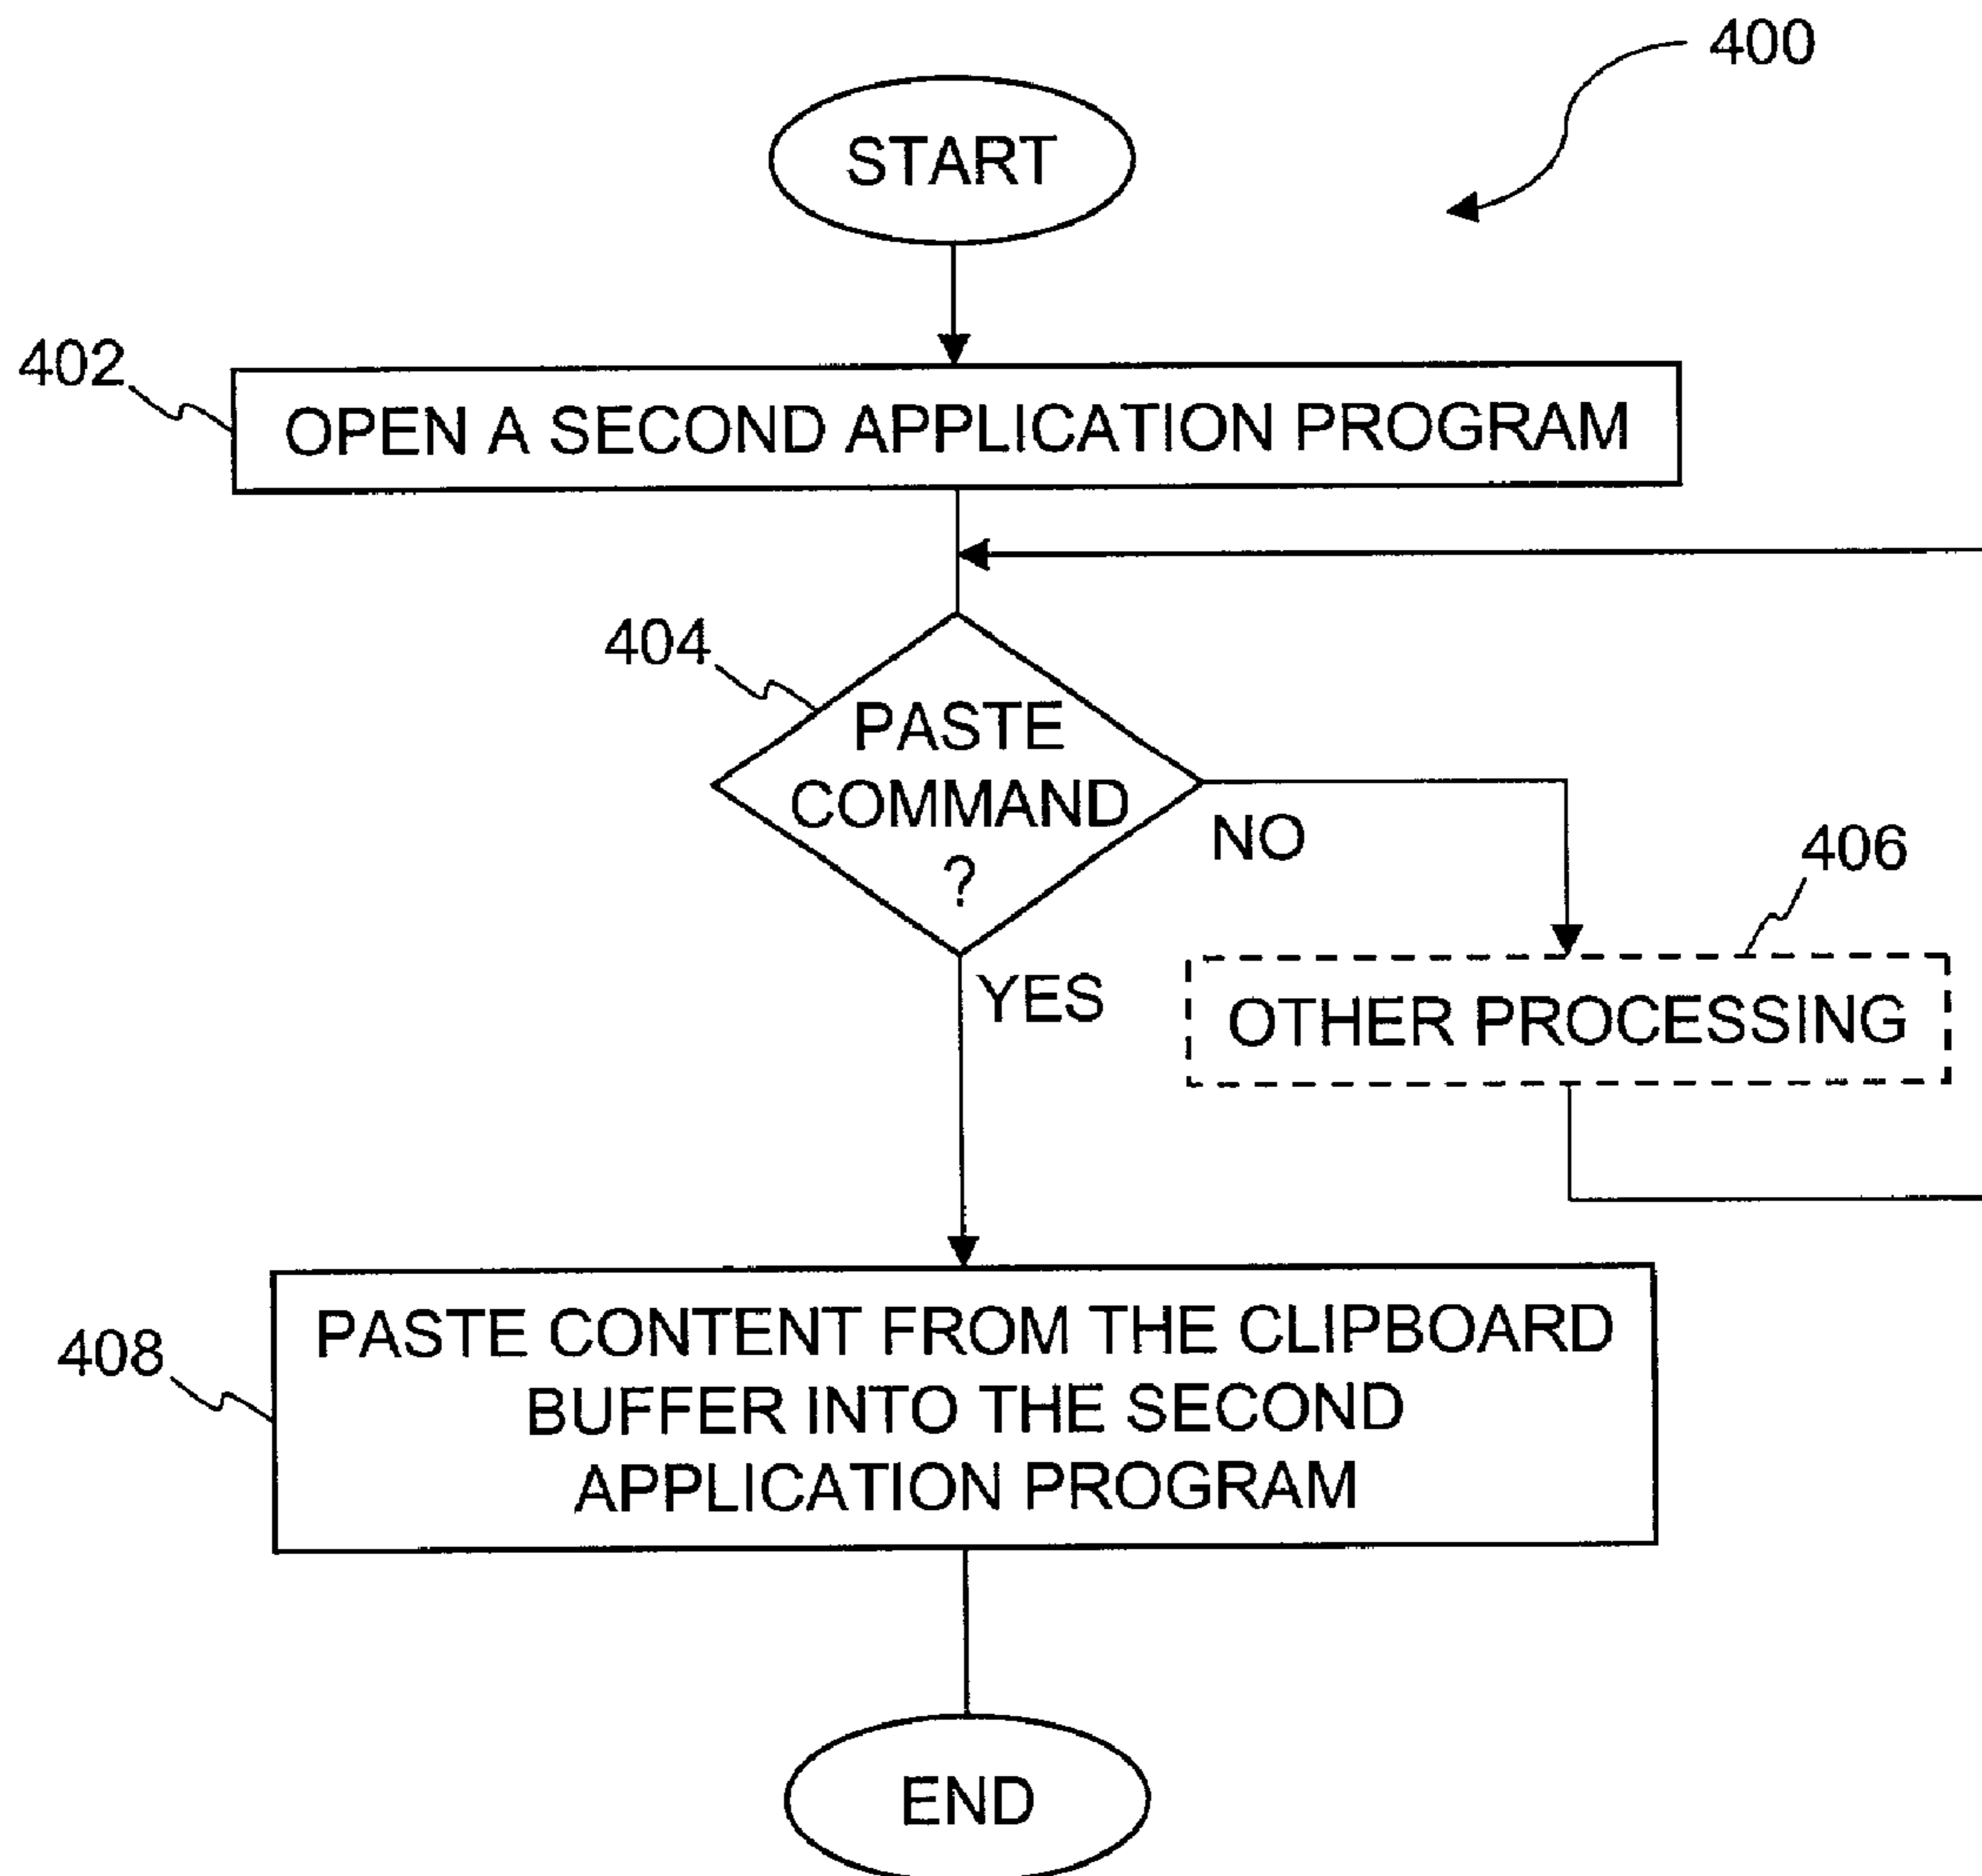 400
START
402
OPEN A SECOND APPLICATION PROGRAM
404
PASTE
COMMAND
?
NO
406
YES
OTHER PROCESSING
408
PASTE CONTENT FROM THE CLIPBOARD
BUFFER INTO THE SECOND
APPLICATION PROGRAM
END